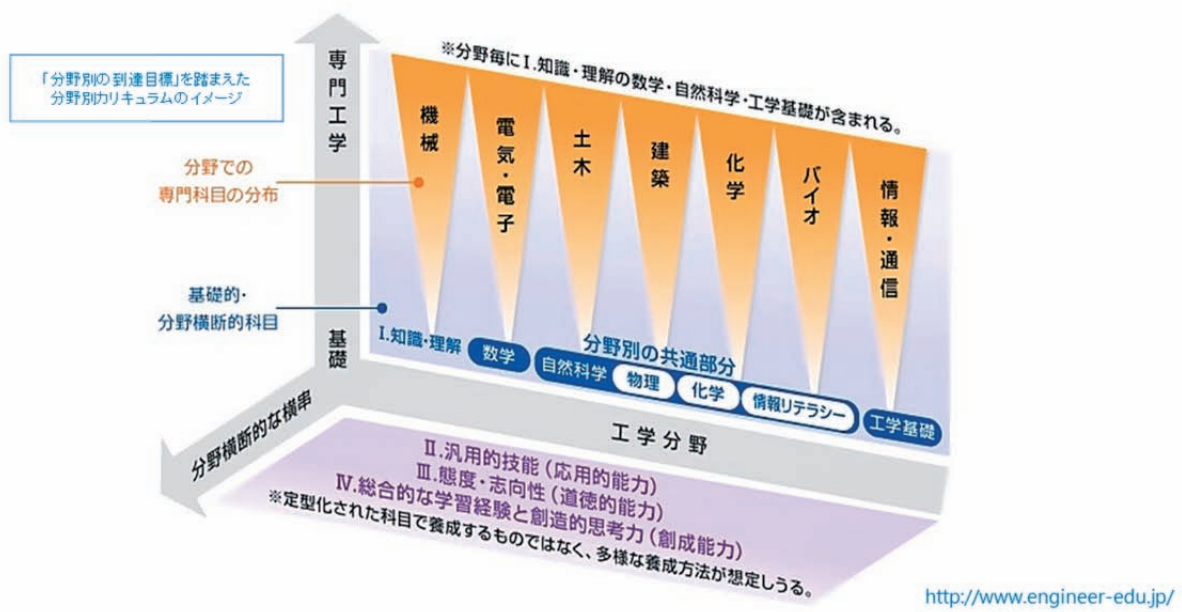 「分野別の到達目標」を踏まえた
分野別カリキュラムのイメージ
専門工学
※分野毎にⅠ.知識・理解の数学・自然科学・工学基礎が含まれる。
機械
電気・電子
土木
建築
化学
バイオ
情報・通信
分野での
専門科目の分布
基礎的・
分野横断的科目
基礎
Ⅰ.知識・理解
分野別の共通部分
数学
自然科学
物理
化学
情報リテラシー
工学基礎
分野横断的な横串
工学分野
Ⅱ.汎用的技能(応用的能力)
Ⅲ.態度・志向性(道徳的能力)
Ⅳ.総合的な学習経験と創造的思考力(創成能力)
※定型化された科目で養成するものではなく、多様な養成方法が想定しうる。
http://www.engineer-edu.jp/